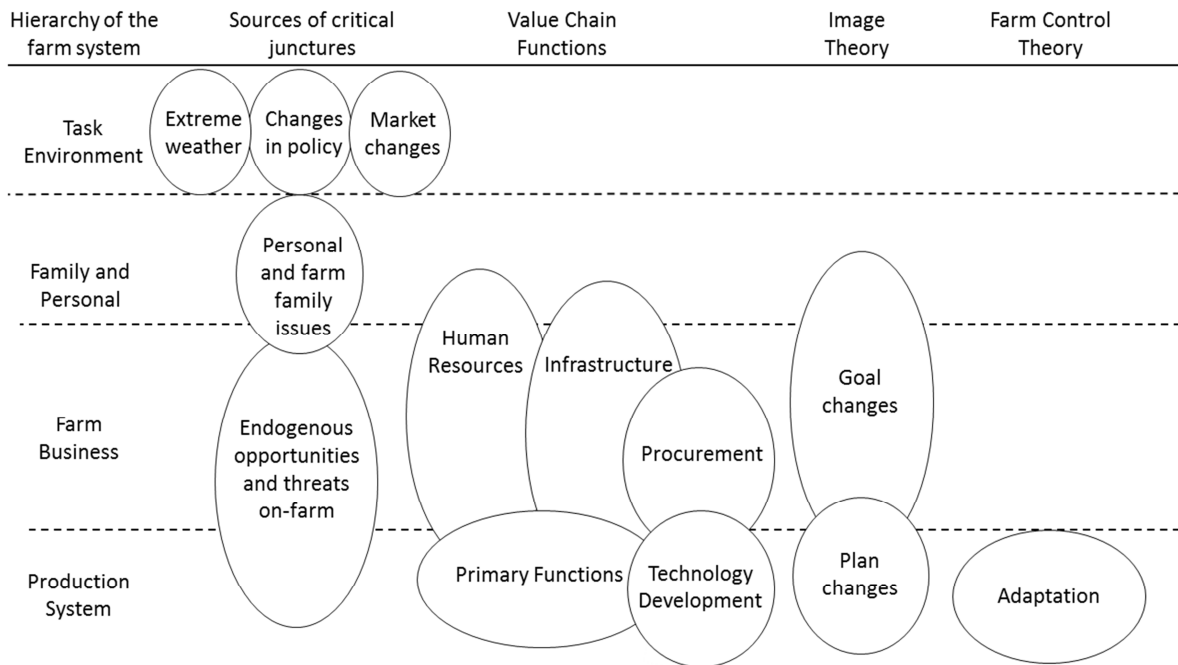 Hierarchy of the
farm system
Sources of critical
junctures
Value Chain
Functions
Image
Theory
Farm Control
Theory
Task
Environment
Extreme
weather
Changes
in policy
Market
changes
Family and
Personal
Personal
and farm
family
issues
Human
Resources
Infrastructure
Goal
changes
Farm
Business
Endogenous
opportunities
and threats
on-farm
Procurement
Production
System
Primary Functions
Technology
Development
Plan
changes
Adaptation